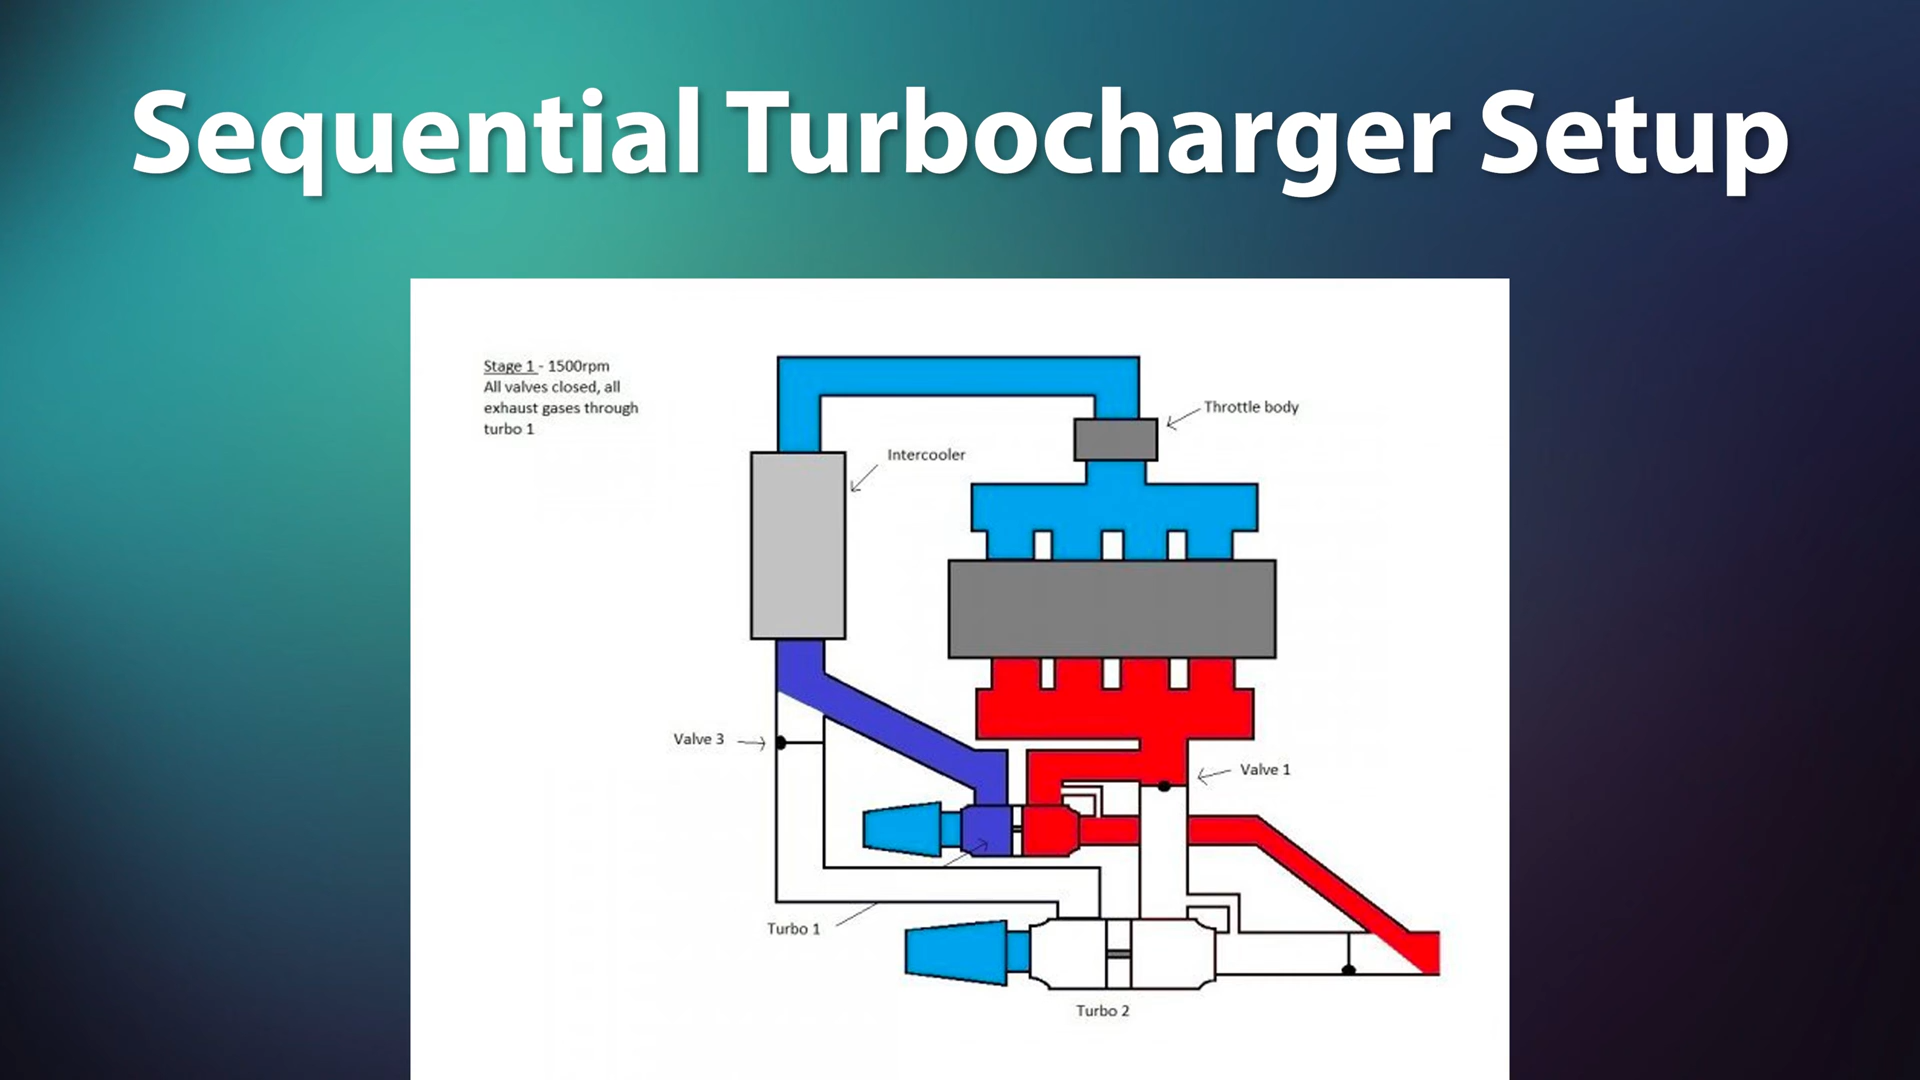 Sequential Turbocharger Setup
Stage 1 - 1500rpm
All valves closed, all
exhaust gases through
turbo 1
Throttle body
Intercooler
Valve 3
Valve 1
Turbo 1
Turbo 2